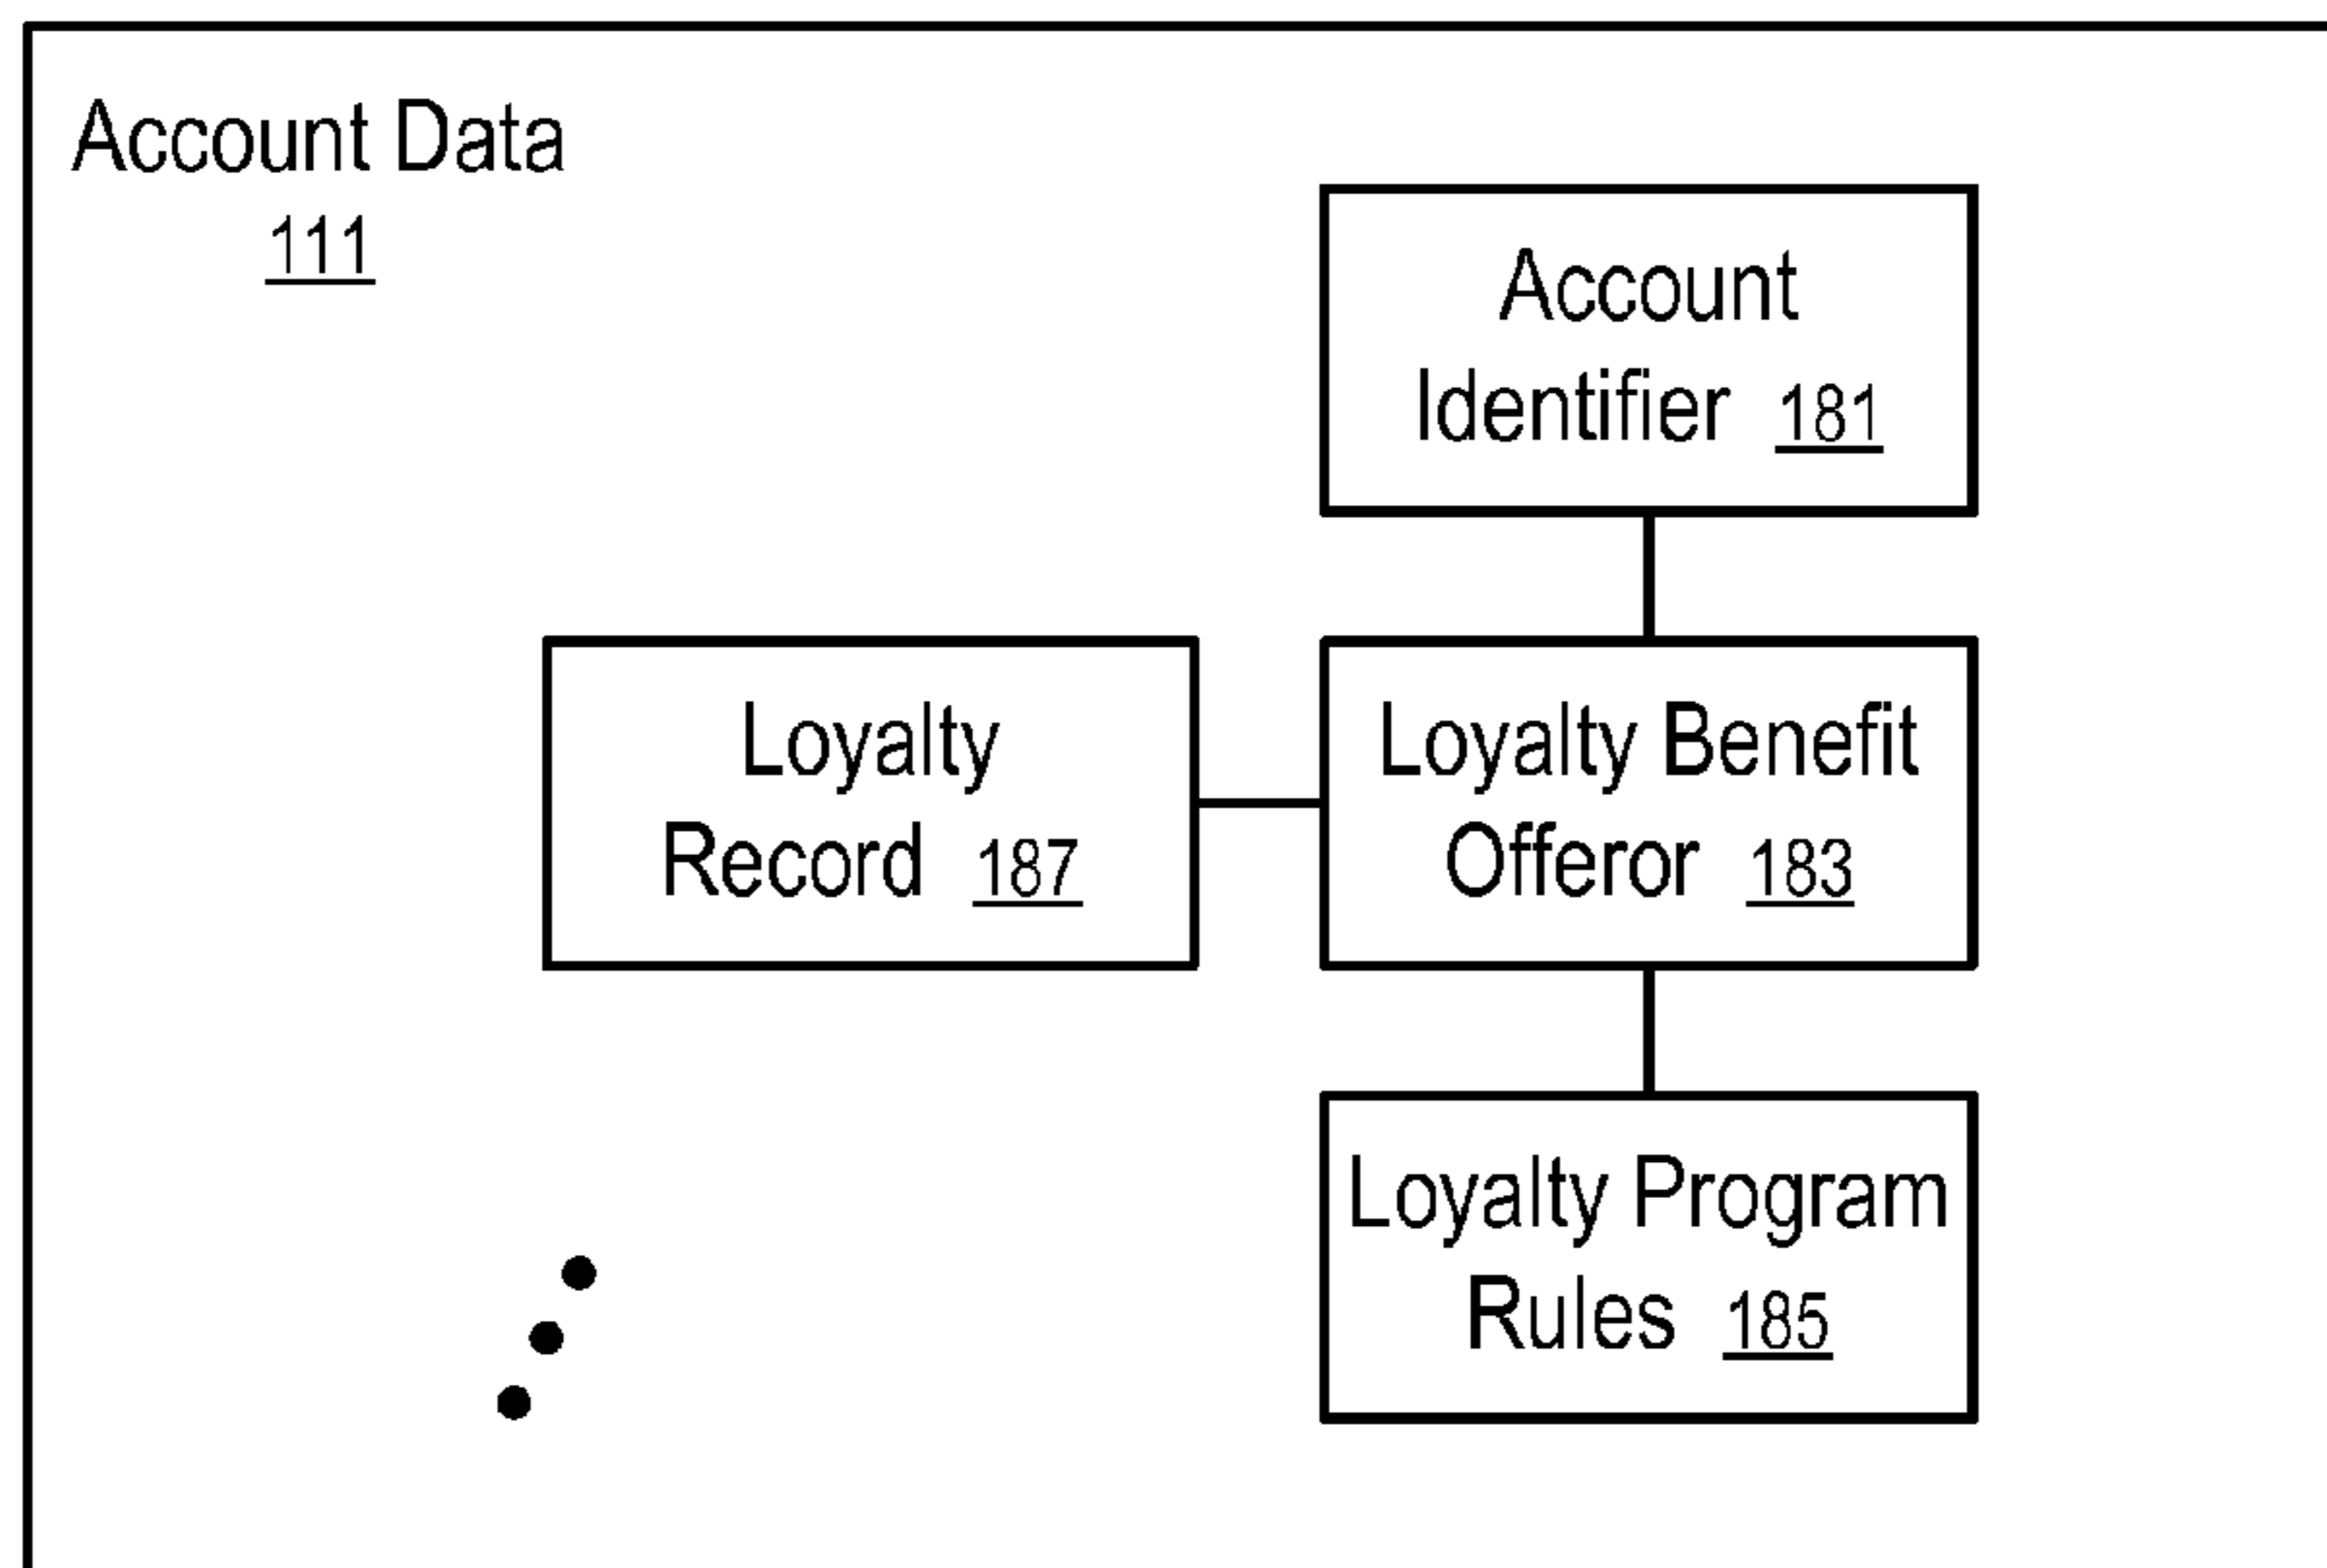 Account Data
111
Account
Identifier 181
Loyalty
Record 187
Loyalty Benefit
Offeror 183
Loyalty Program
Rules 185